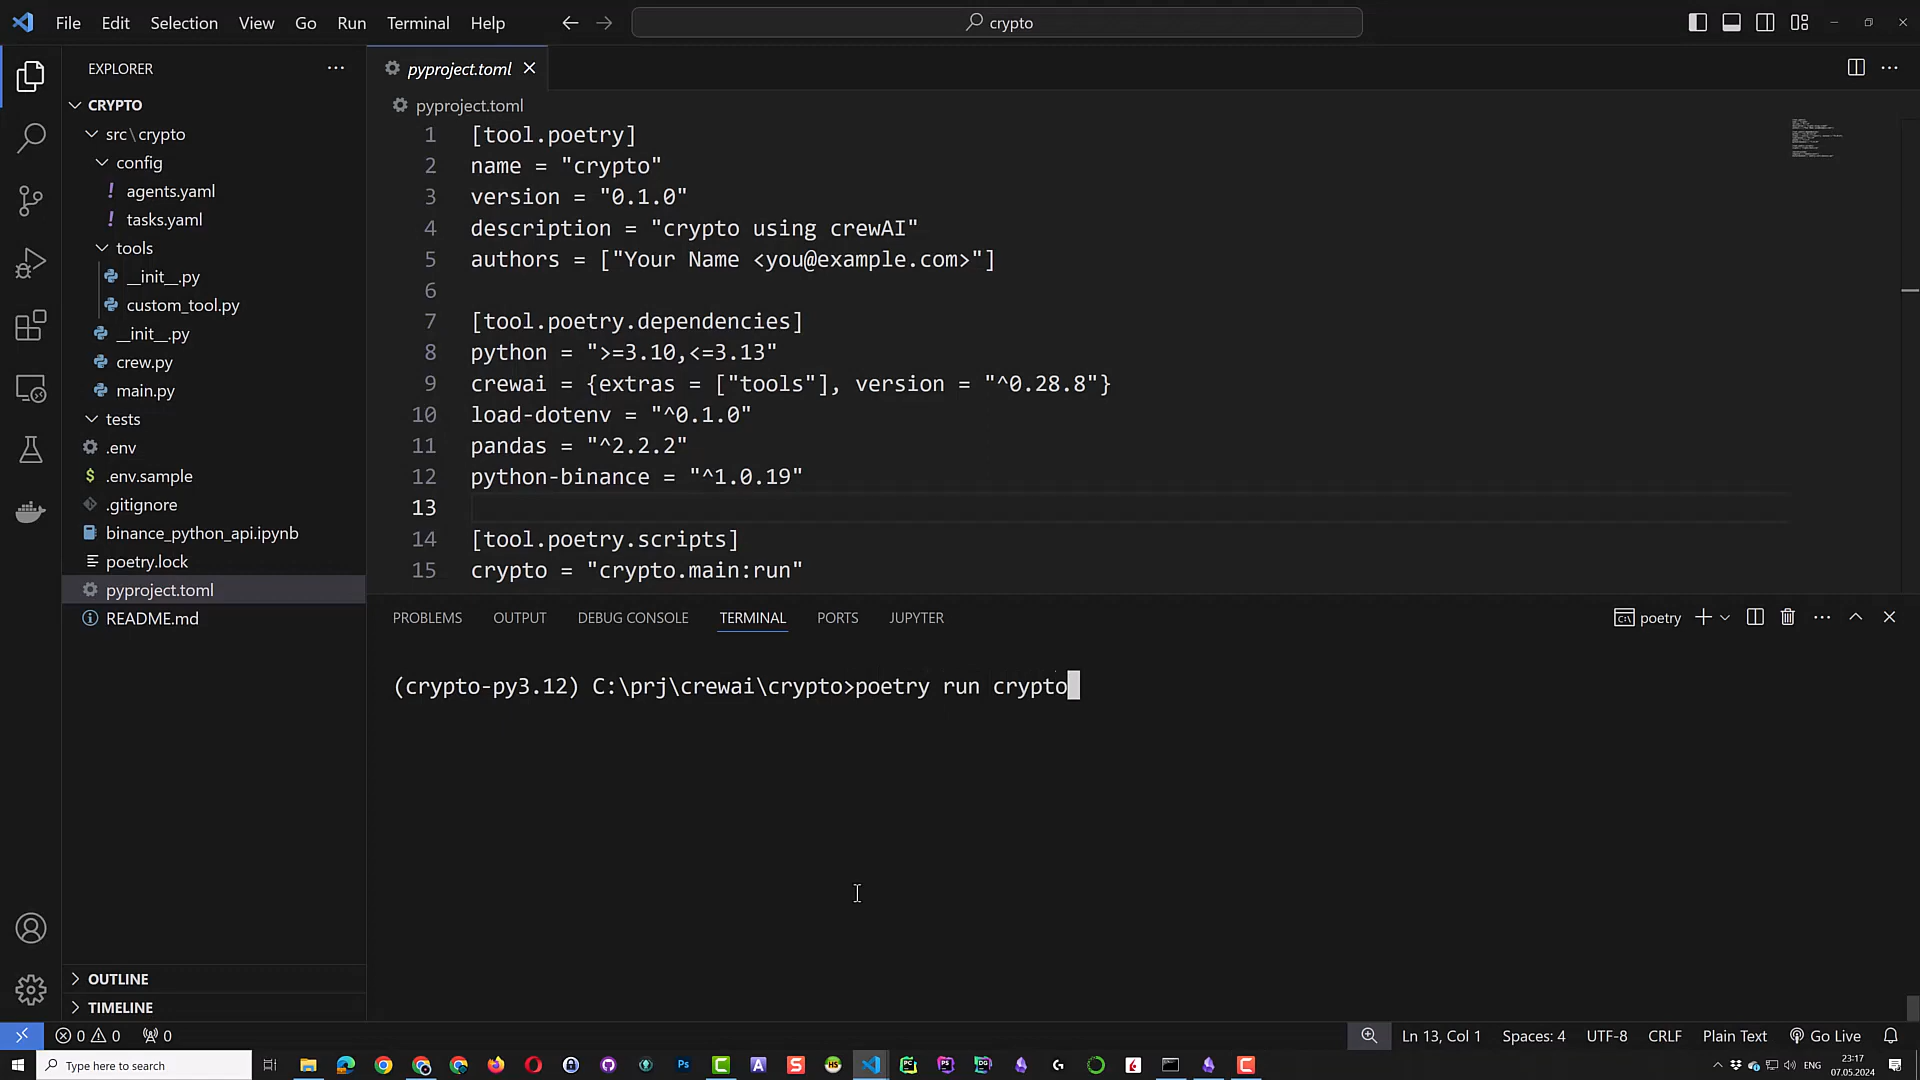 File Edit Selection View Go Run Terminal Help
crypto
EXPLORER
CRYPTO
src\crypto
config
! agents.yaml
! tasks.yaml
tools
__init__.py
custom_tool.py
__init__.py
crew.py
main.py
tests
.env
$ .env.sample
.gitignore
binance_python_api.ipynb
poetry.lock
pyproject.toml
README.md
OUTLINE
TIMELINE
pyproject.toml
pyproject.toml
1 [tool.poetry]
2 name = "crypto"
3 version = "0.1.0"
4 description = "crypto using crewAI"
5 authors = ["Your Name <you@example.com>"]
6
7 [tool.poetry.dependencies]
8 python = ">=3.10,<=3.13"
9 crewai = {extras = ["tools"], version = "^0.28.8"}
10 load-dotenv = "^0.1.0"
11 pandas = "^2.2.2"
12 python-binance = "^1.0.19"
13
14 [tool.poetry.scripts]
15 crypto = "crypto.main:run"
PROBLEMS OUTPUT DEBUG CONSOLE TERMINAL PORTS JUPYTER
poetry
(crypto-py3.12) C:\prj\crewai\crypto>poetry run crypto
0 0 0
Ln 13, Col 1 Spaces: 4 UTF-8 CRLF Plain Text Go Live
Type here to search
ENG
23:17
07.05.2024